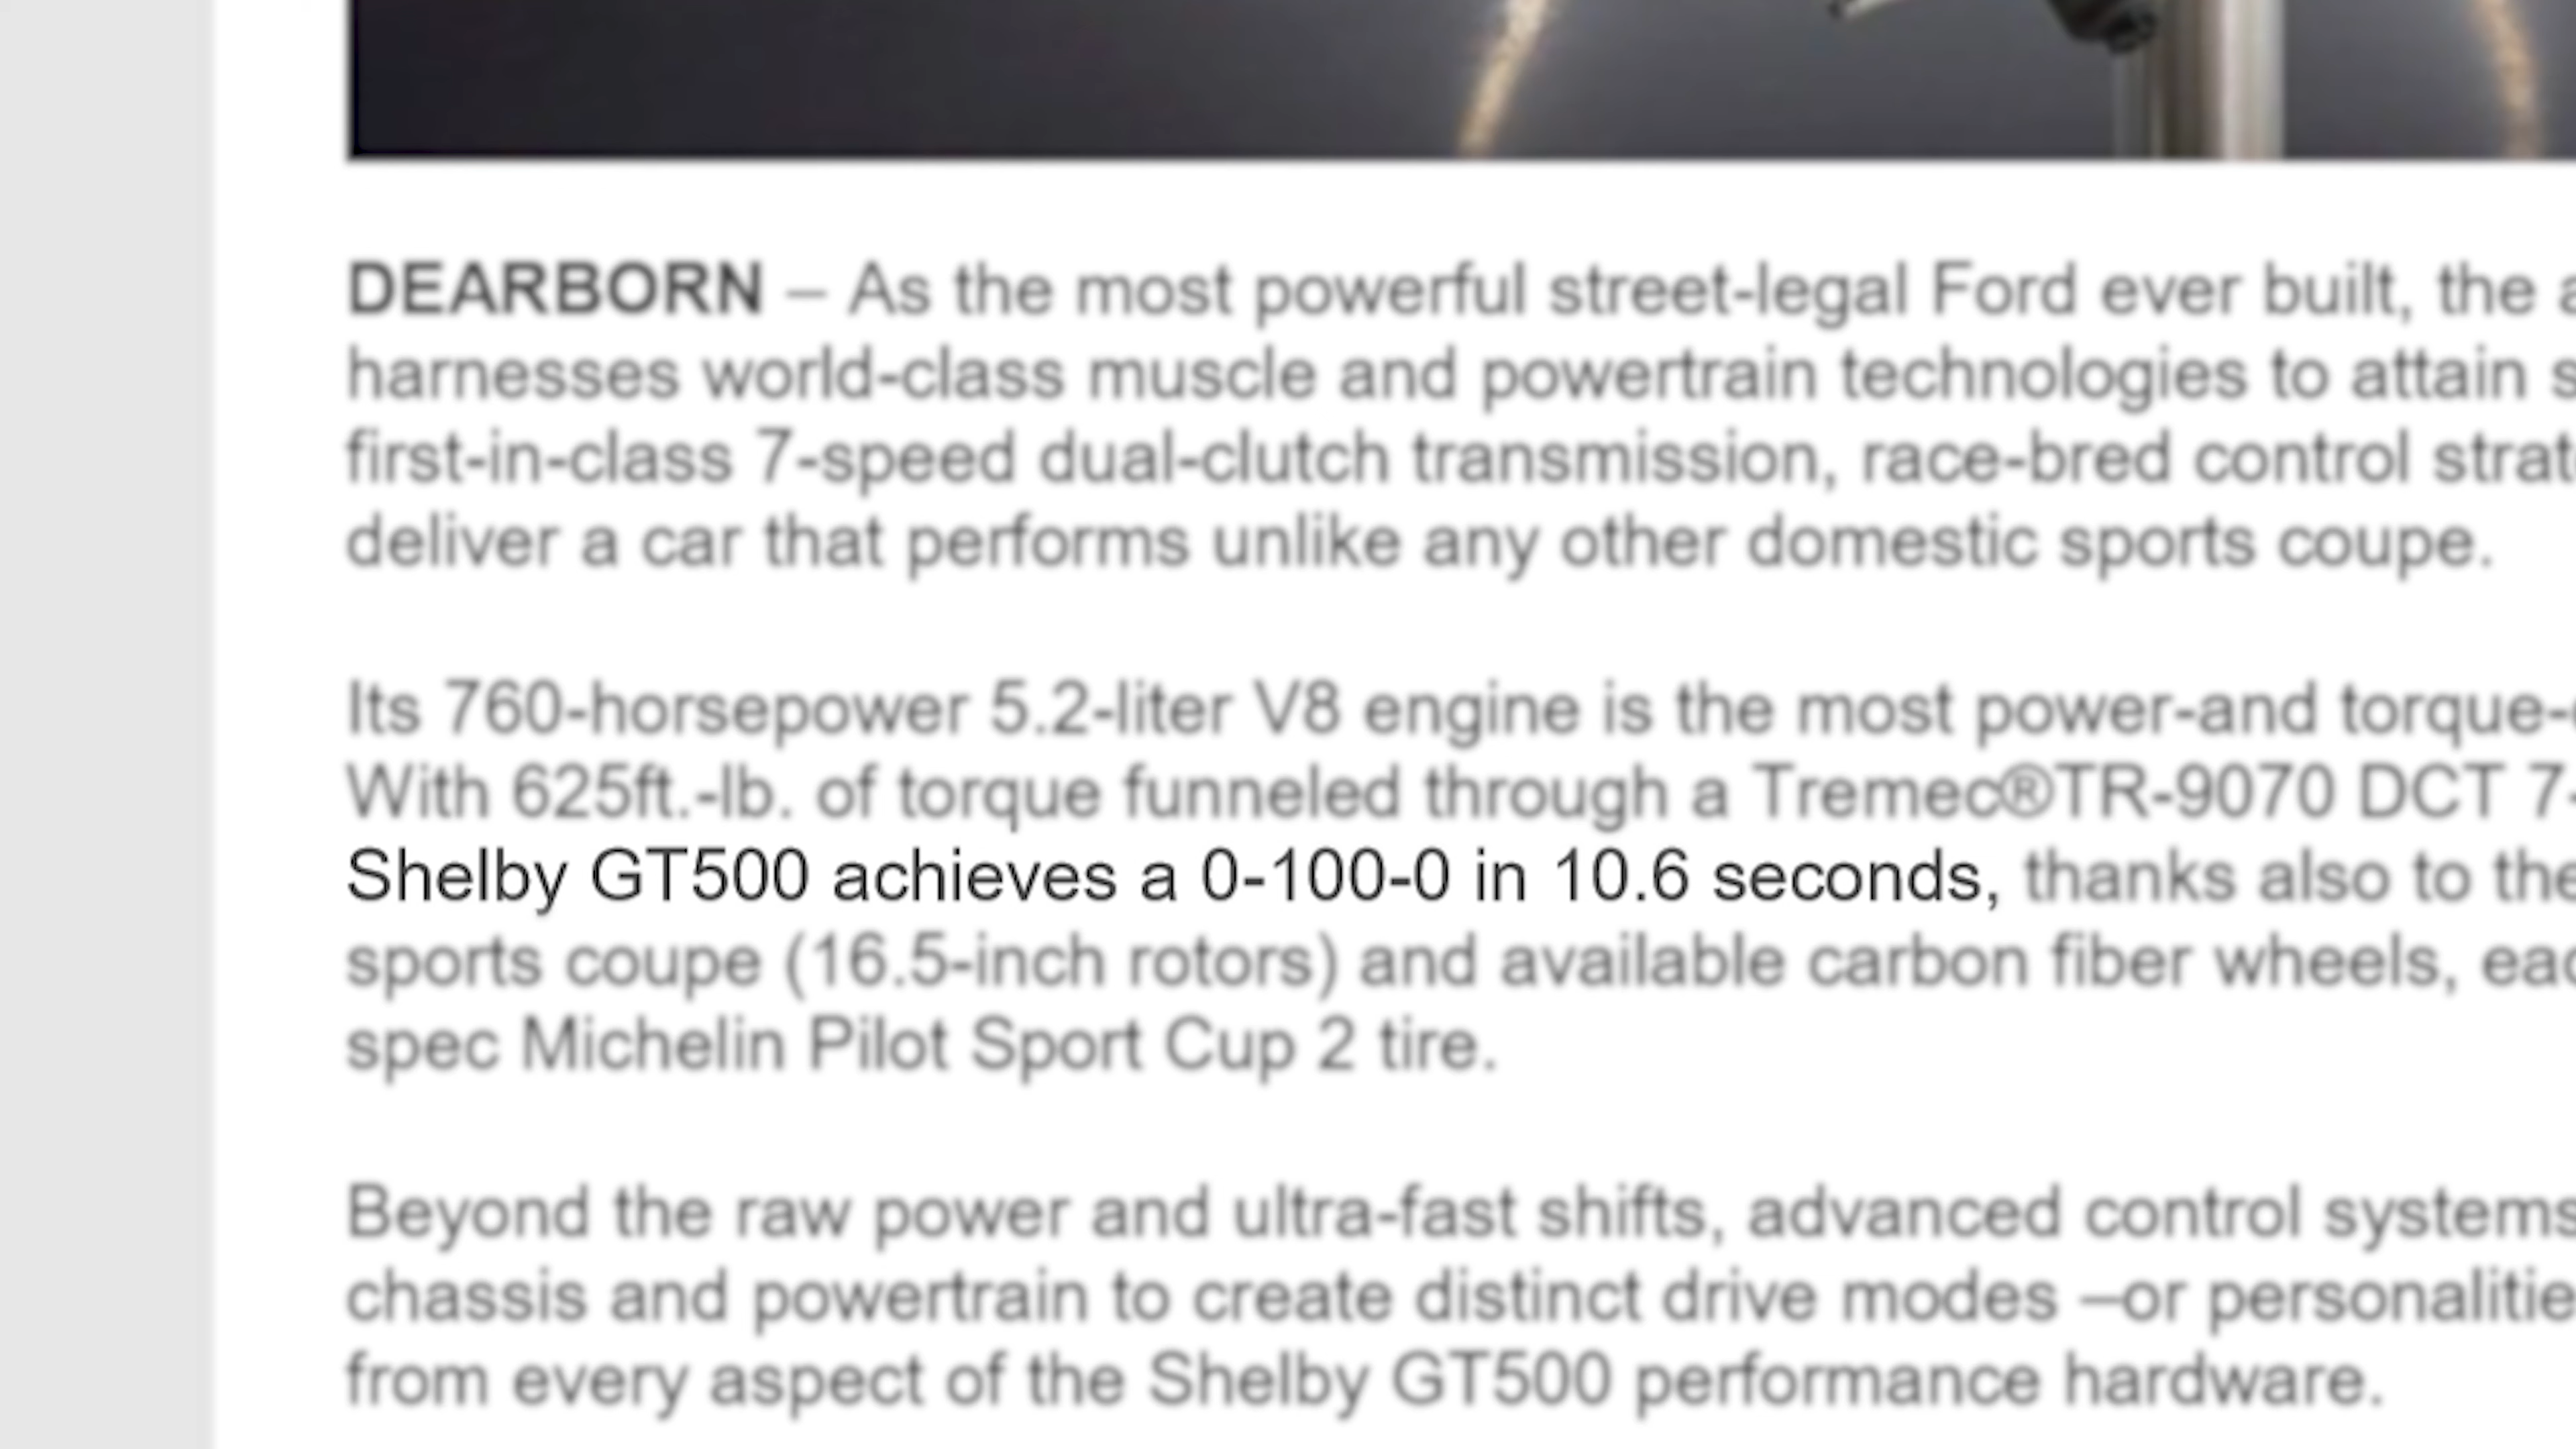 DEARBORN – As the most powerful street-legal Ford ever built, the
harnesses world-class muscle and powertrain technologies to attain
first-in-class 7-speed dual-clutch transmission, race-bred control
deliver a car that performs unlike any other domestic sports coupe.
Its 760-horsepower 5.2-liter V8 engine is the most power-and torque-
With 625ft.-lb. of torque funneled through a Tremec®TR-9070 DCT 7-
Shelby GT500 achieves a 0-100-0 in 10.6 seconds, thanks also to the
sports coupe (16.5-inch rotors) and available carbon fiber wheels,
spec Michelin Pilot Sport Cup 2 tire.
Beyond the raw power and ultra-fast shifts, advanced control systems
chassis and powertrain to create distinct drive modes –or
from every aspect of the Shelby GT500 performance hardware.